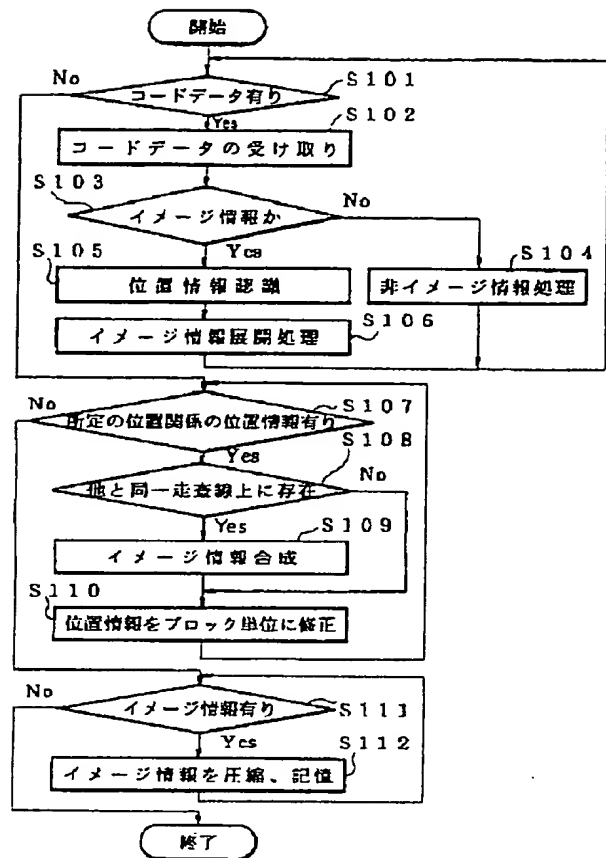 開始
No
S101
コードデータ有り
Yes
S102
コードデータの受け取り
S103
No
イメージ情報か
S105
Yes
S104
位置情報認識
非イメージ情報処理
イメージ情報展開処理
S106
No
S107
所定の位置関係の位置情報有り
Yes
S108
No
他と同一走査線上に存在
Yes
S109
イメージ情報合成
S110
位置情報をブロック単位に修正
No
イメージ情報有り
S111
Yes
S112
イメージ情報を圧縮、記憶
終了